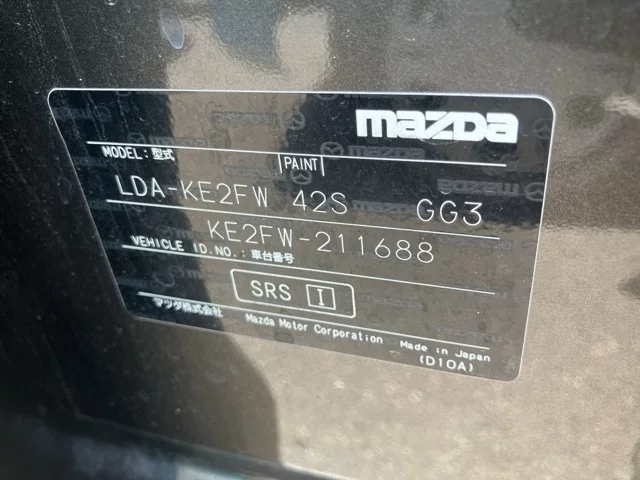 mazda
MODEL:型式 PAINT
LDA-KE2FW 42S GG3
KE2FW-211688
VEHICLE ID.NO.:車台番号
SRS I
マツダ株式会社 Mazda Motor Corporation Made in Japan
(D10A)